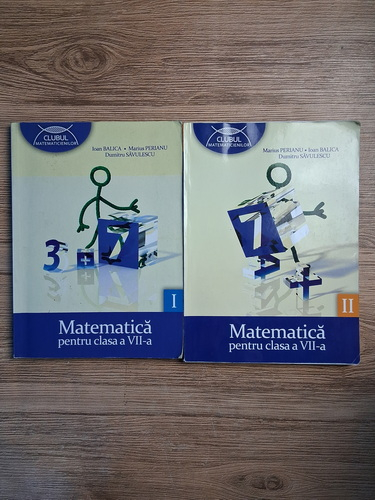 CLUBUL
MATEMATICIENILOR
Ioan BALICA • Marius PERIANU
Dumitru SĂVULESCU
3 + 5
I
Matematică
pentru clasa a VII-a
CLUBUL
MATEMATICIENILOR
Marius PERIANU • Ioan BALICA
Dumitru SĂVULESCU
7
+
II
Matematică
pentru clasa a VII-a